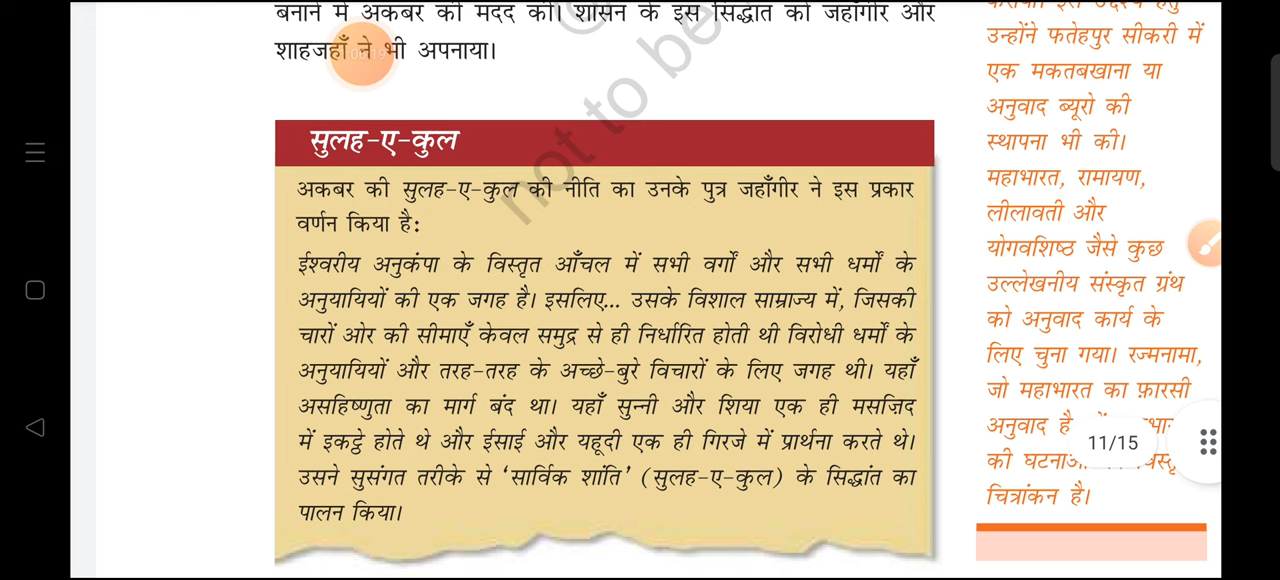 बनाने में अकबर की मदद की। शासन के इस सिद्धांत को जहाँगीर और
शाहजहाँ ने भी अपनाया।
सुलह-ए-कुल
अकबर की सुलह-ए-कुल की नीति का उनके पुत्र जहाँगीर ने इस प्रकार
वर्णन किया है:
ईश्वरीय अनुकंपा के विस्तृत आँचल में सभी वर्गों और सभी धर्मों के
अनुयायियों की एक जगह है। इसलिए... उसके विशाल साम्राज्य में, जिसकी
चारों ओर की सीमाएँ केवल समुद्र से ही निर्धारित होती थी विरोधी धर्मों के
अनुयायियों और तरह-तरह के अच्छे-बुरे विचारों के लिए जगह थी। यहाँ
असहिष्णुता का मार्ग बंद था। यहाँ सुन्नी और शिया एक ही मसज़िद
में इकट्ठे होते थे और ईसाई और यहूदी एक ही गिरजे में प्रार्थना करते थे।
उसने सुसंगत तरीके से ‘सार्विक शांति’ (सुलह-ए-कुल) के सिद्धांत का
पालन किया।
उन्होंने फतेहपुर सीकरी में
एक मकतबखाना या
अनुवाद ब्यूरो की
स्थापना भी की।
महाभारत, रामायण,
लीलावती और
योगवशिष्ठ जैसे कुछ
उल्लेखनीय संस्कृत ग्रंथ
को अनुवाद कार्य के
लिए चुना गया। रज्मनामा,
जो महाभारत का फ़ारसी
अनुवाद है
की
चित्रांकन है।
11/15
© not to be